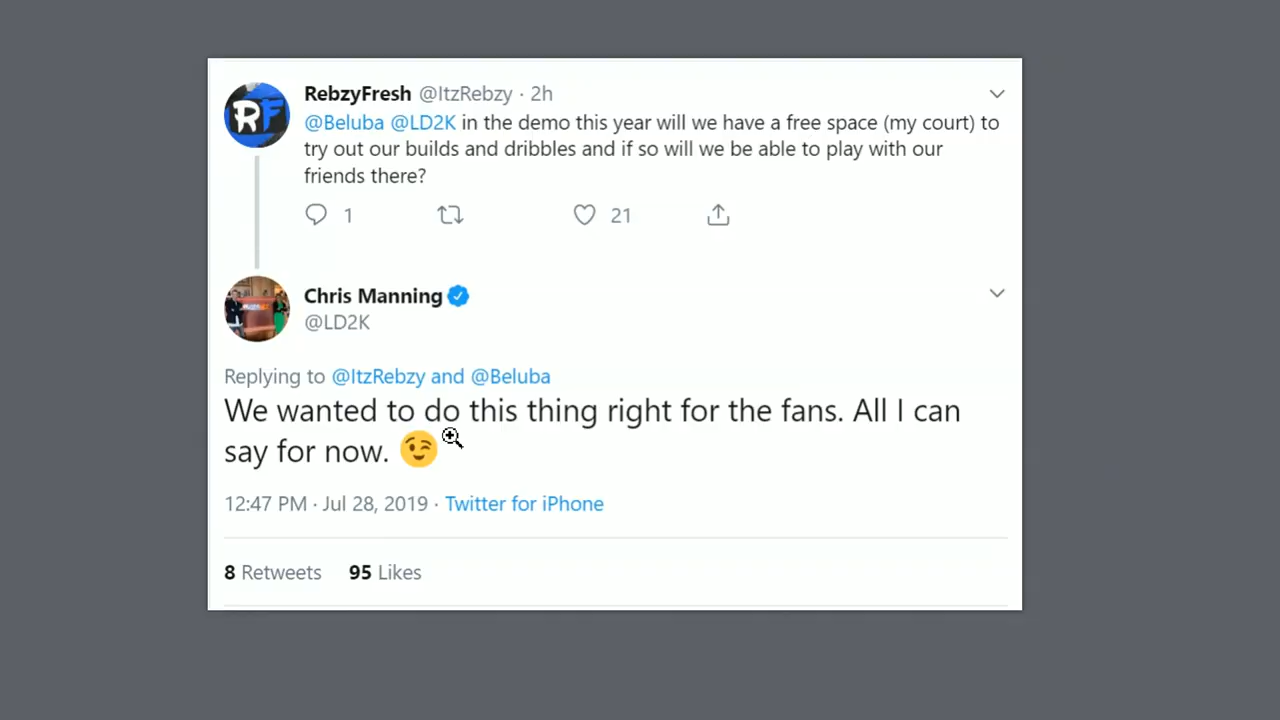 RF
RebzyFresh @ItzRebzy · 2h
@Beluba @LD2K in the demo this year will we have a free space (my court) to
try out our builds and dribbles and if so will we be able to play with our
friends there?
1 21
Chris Manning
@LD2K
Replying to @ItzRebzy and @Beluba
We wanted to do this thing right for the fans. All I can
say for now. 😉
12:47 PM · Jul 28, 2019 · Twitter for iPhone
8 Retweets 95 Likes